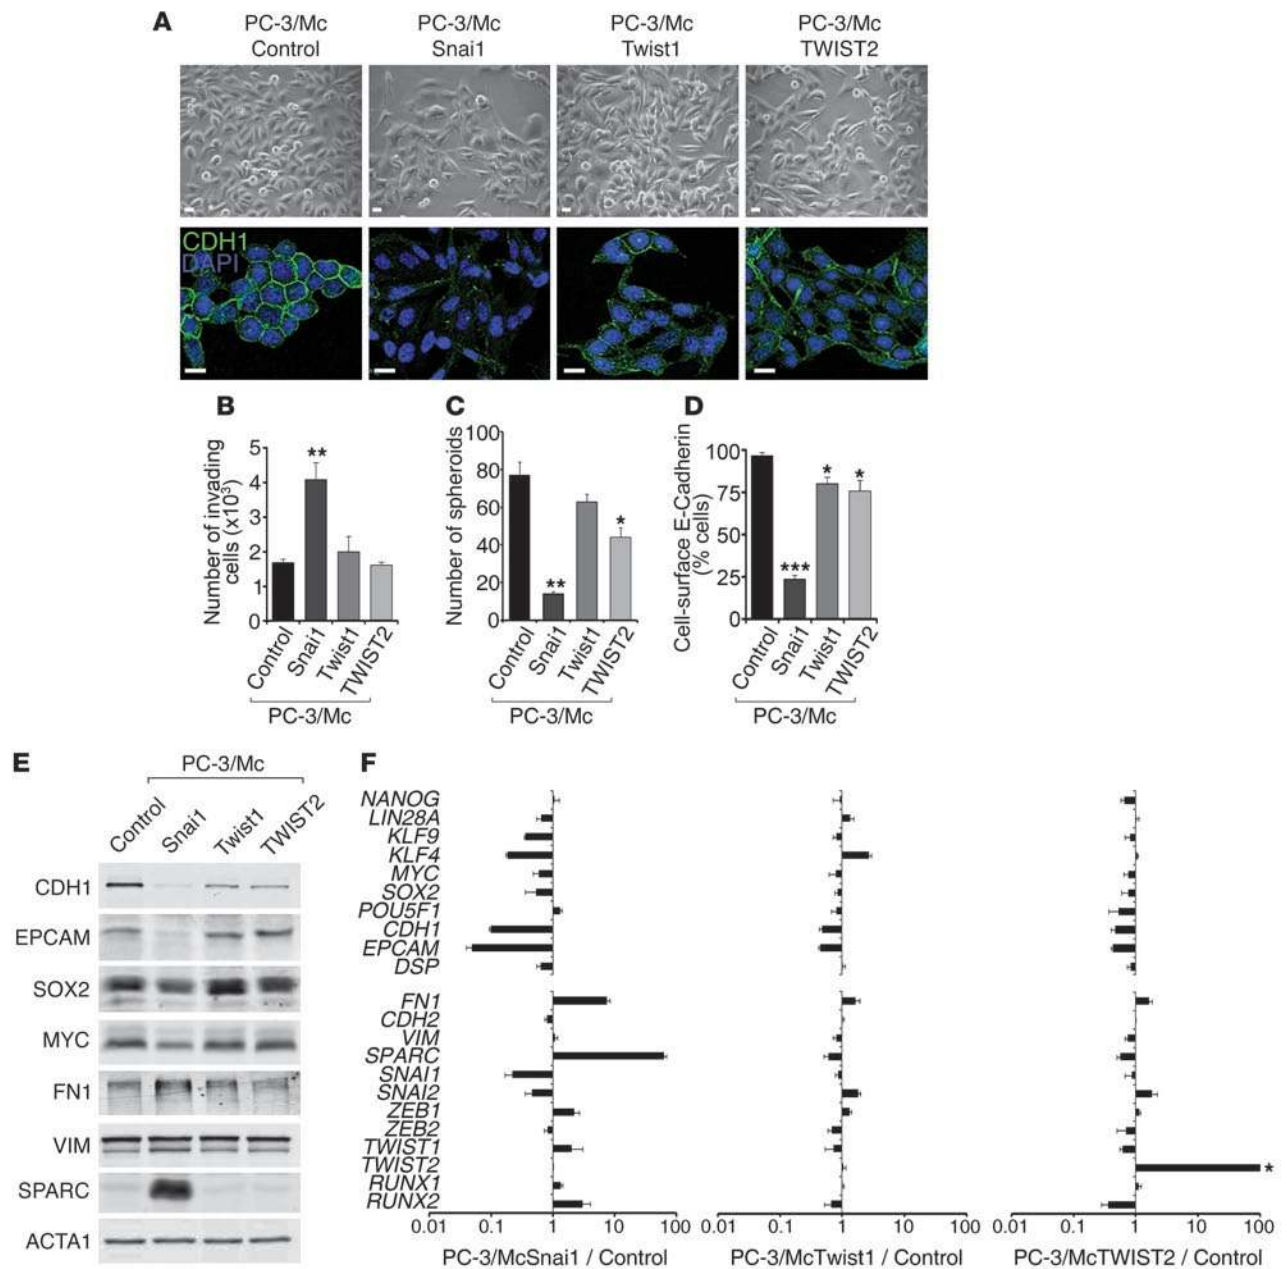 A
PC-3/Mc
Control
PC-3/Mc
Snai1
PC-3/Mc
Twist1
PC-3/Mc
TWIST2
CDH1
DAPI
B
Number of invading
cells (x10³)
5
4
3
2
1
0
**
Control
Snai1
Twist1
TWIST2
PC-3/Mc
C
Number of spheroids
100
80
60
40
20
0
**
*
Control
Snai1
Twist1
TWIST2
PC-3/Mc
D
Cell-surface E-Cadherin
(% cells)
100
75
50
25
0
***
*
*
Control
Snai1
Twist1
TWIST2
PC-3/Mc
E
PC-3/Mc
Control
Snai1
Twist1
TWIST2
CDH1
EPCAM
SOX2
MYC
FN1
VIM
SPARC
ACTA1
F
NANOG
LIN28A
KLF9
KLF4
MYC
SOX2
POU5F1
CDH1
EPCAM
DSP
FN1
CDH2
VIM
SPARC
SNAI1
SNAI2
ZEB1
ZEB2
TWIST1
TWIST2
*
RUNX1
RUNX2
0.01 0.1 1 10 100
PC-3/McSnai1 / Control
0.01 0.1 1 10 100
PC-3/McTwist1 / Control
0.01 0.1 1 10 100
PC-3/McTWIST2 / Control